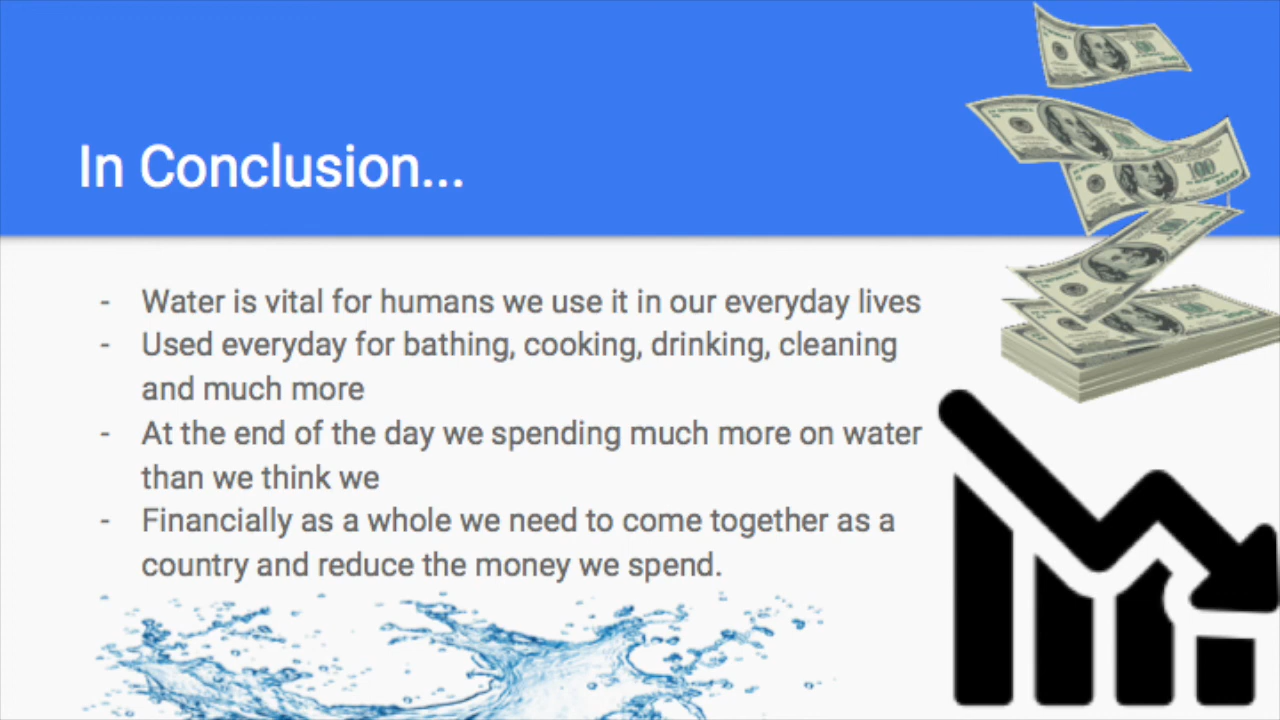 In Conclusion...
- Water is vital for humans we use it in our everyday lives
- Used everyday for bathing, cooking, drinking, cleaning
and much more
- At the end of the day we spending much more on water
than we think we
- Financially as a whole we need to come together as a
country and reduce the money we spend.
100
100